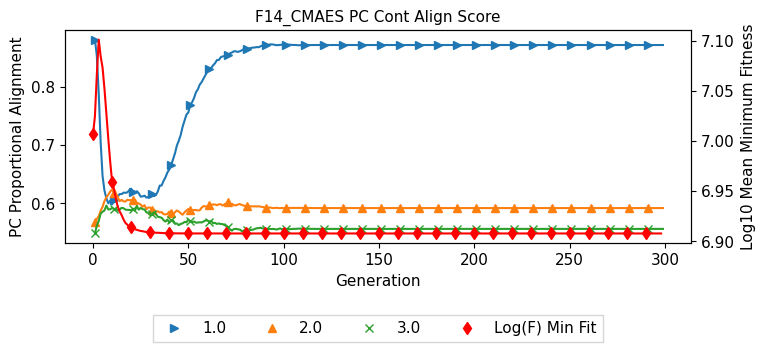 F14_CMAES PC Cont Align Score
PC Proportional Alignment
0.8
0.7
0.6
7.10
7.05
7.00
6.95
6.90
Log10 Mean Minimum Fitness
0 50 100 150 200 250 300
Generation
1.0 2.0 3.0 Log(F) Min Fit